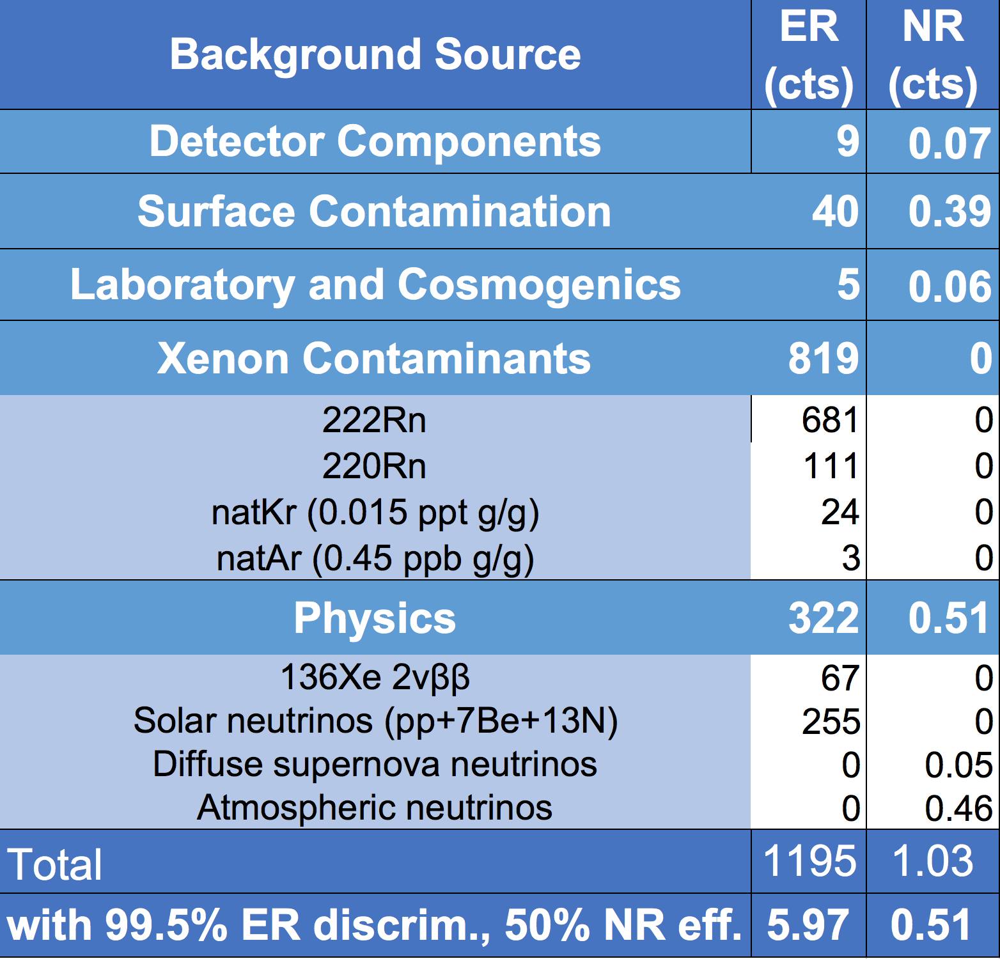 Background Source ER (cts) NR (cts)
Detector Components 9 0.07
Surface Contamination 40 0.39
Laboratory and Cosmogenics 5 0.06
Xenon Contaminants 819 0
222Rn 681 0
220Rn 111 0
natKr (0.015 ppt g/g) 24 0
natAr (0.45 ppb g/g) 3 0
Physics 322 0.51
136Xe 2νββ 67 0
Solar neutrinos (pp+7Be+13N) 255 0
Diffuse supernova neutrinos 0 0.05
Atmospheric neutrinos 0 0.46
Total 1195 1.03
with 99.5% ER discrim., 50% NR eff. 5.97 0.51